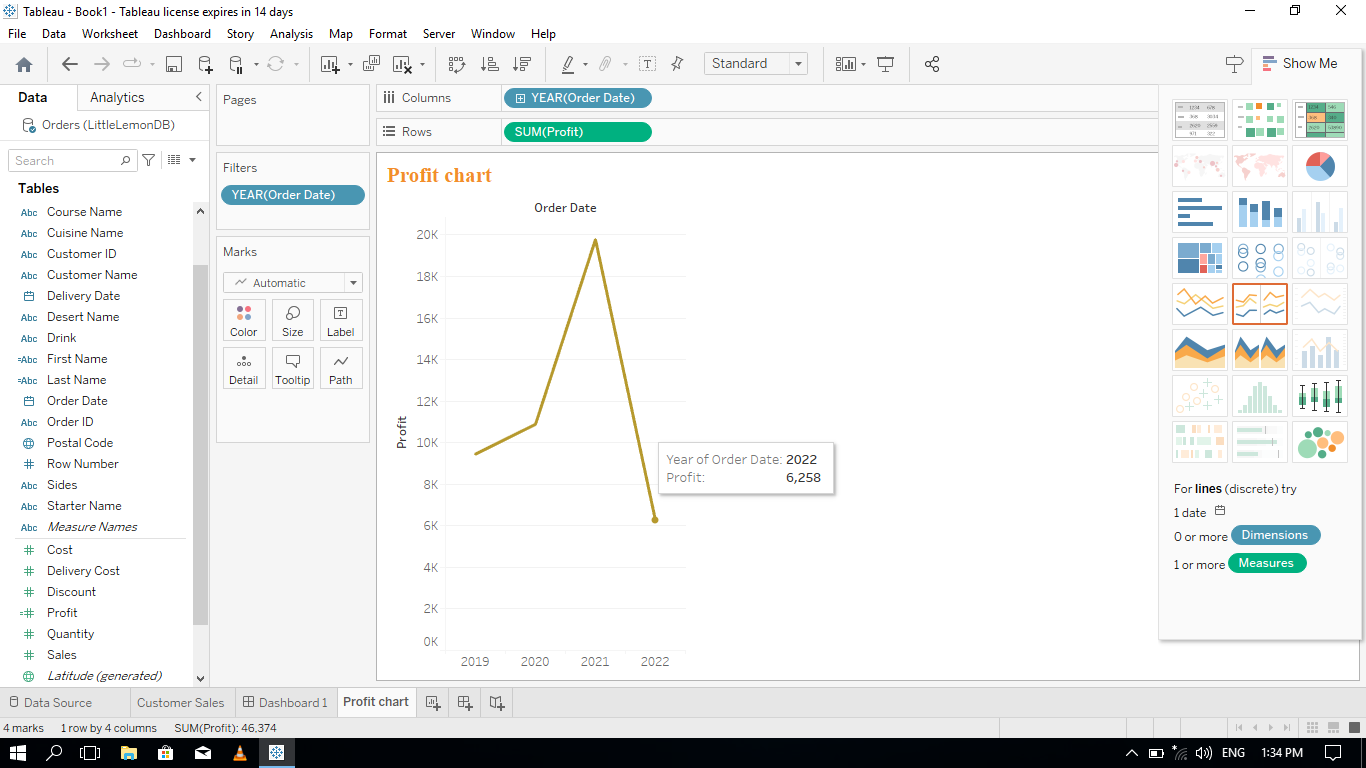 Tableau - Book1 - Tableau license expires in 14 days
File Data Worksheet Dashboard Story Analysis Map Format Server Window Help
Standard
Show Me
Data Analytics
Orders (LittleLemonDB)
Search
Tables
Abc Course Name
Abc Cuisine Name
Abc Customer ID
Abc Customer Name
Delivery Date
Abc Desert Name
Abc Drink
=Abc First Name
=Abc Last Name
Order Date
Abc Order ID
Postal Code
# Row Number
Abc Sides
Abc Starter Name
Abc Measure Names
# Cost
# Delivery Cost
# Discount
=# Profit
# Quantity
# Sales
Latitude (generated)
Pages
Filters
YEAR(Order Date)
Marks
Automatic
Color Size Label
Detail Tooltip Path
Columns YEAR(Order Date)
Rows SUM(Profit)
Profit chart
Order Date
20K
18K
16K
14K
12K
10K
8K
6K
4K
2K
0K
Profit
2019 2020 2021 2022
Year of Order Date: 2022
Profit: 6,258
For lines (discrete) try
1 date
0 or more Dimensions
1 or more Measures
Data Source Customer Sales Dashboard 1 Profit chart
4 marks 1 row by 4 columns SUM(Profit): 46,374
ENG 1:34 PM